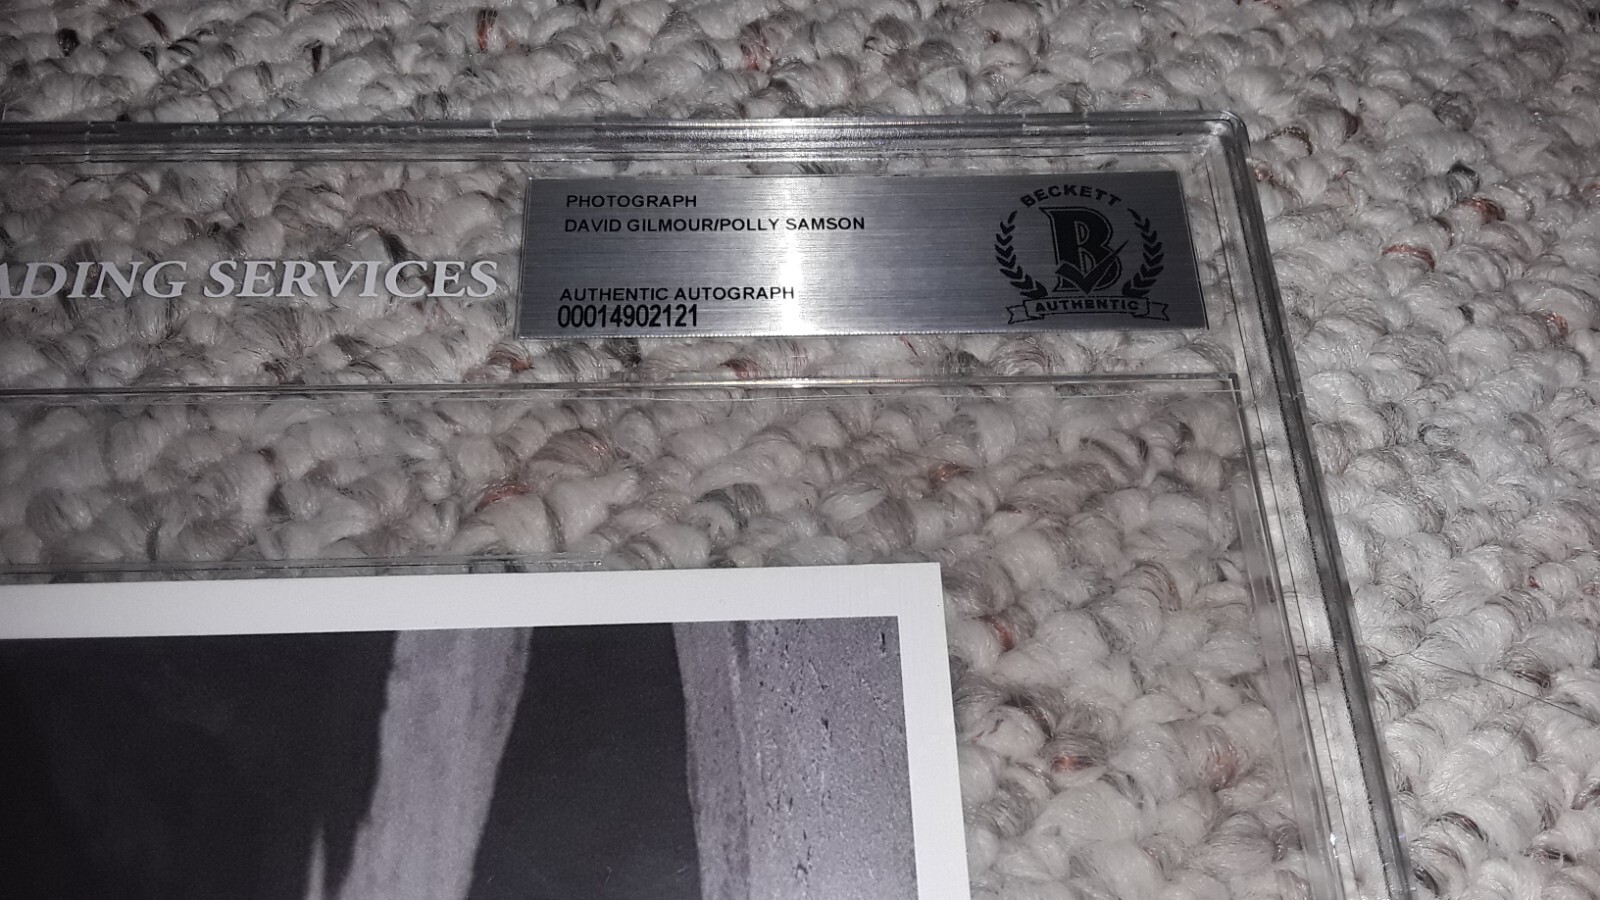 PHOTOGRAPH
DAVID GILMOUR/POLLY SAMSON
ADING SERVICES
AUTHENTIC AUTOGRAPH
00014902121
BECKETT
B
AUTHENTIC